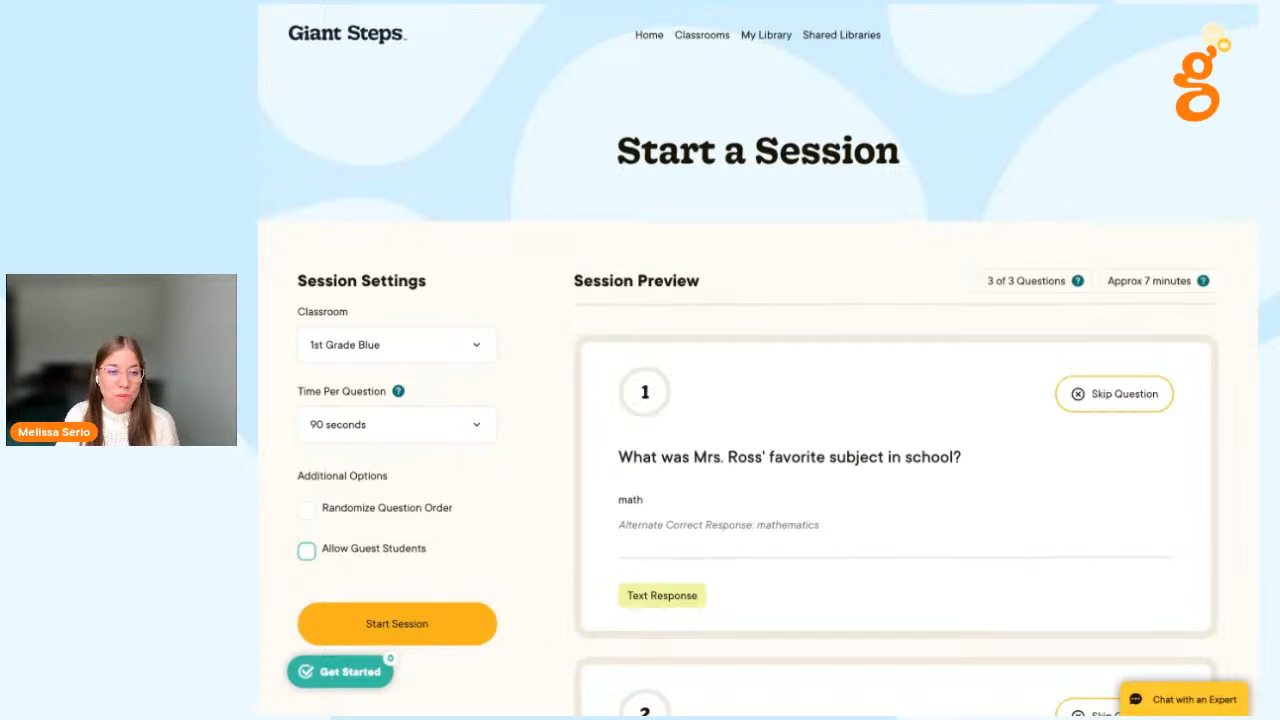 Giant Steps
Home Classrooms My Library Shared Libraries
g
Start a Session
Session Settings
Classroom
1st Grade Blue
Time Per Question ?
90 seconds
Additional Options
Randomize Question Order
Allow Guest Students
Start Session
Get Started 0
Session Preview
3 of 3 Questions ? Approx 7 minutes ?
1
Skip Question
What was Mrs. Ross' favorite subject in school?
math
Alternate Correct Response: mathematics
Text Response
2
Chat with an Expert
Melissa Serio